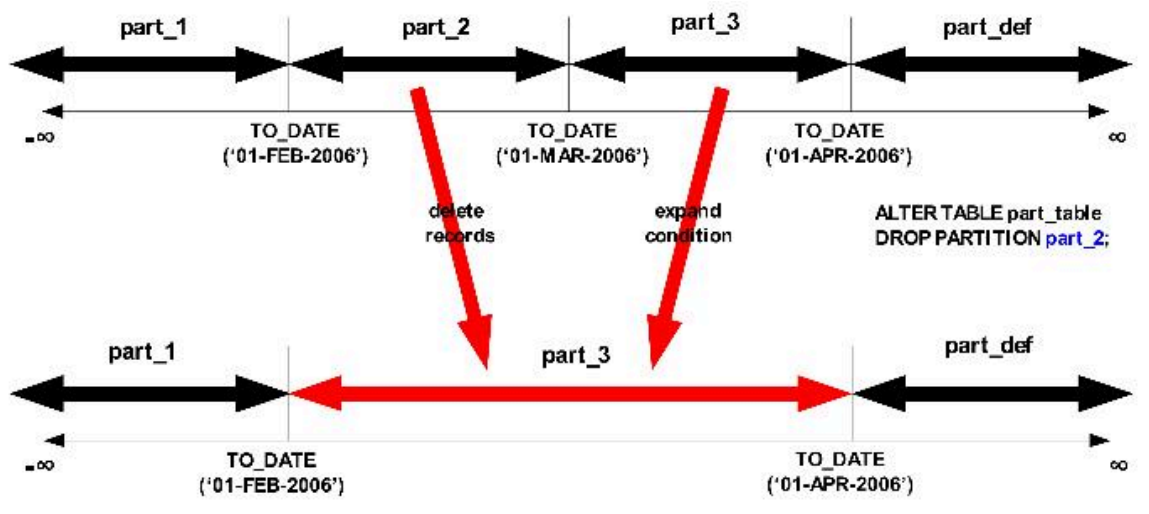 part_1 part_2 part_3 part_def
-∞ TO_DATE TO_DATE TO_DATE ∞
('01-FEB-2006') ('01-MAR-2006') ('01-APR-2006')
delete expand ALTER TABLE part_table
records condition DROP PARTITION part_2;
part_1 part_3 part_def
-∞ TO_DATE TO_DATE ∞
('01-FEB-2006') ('01-APR-2006')